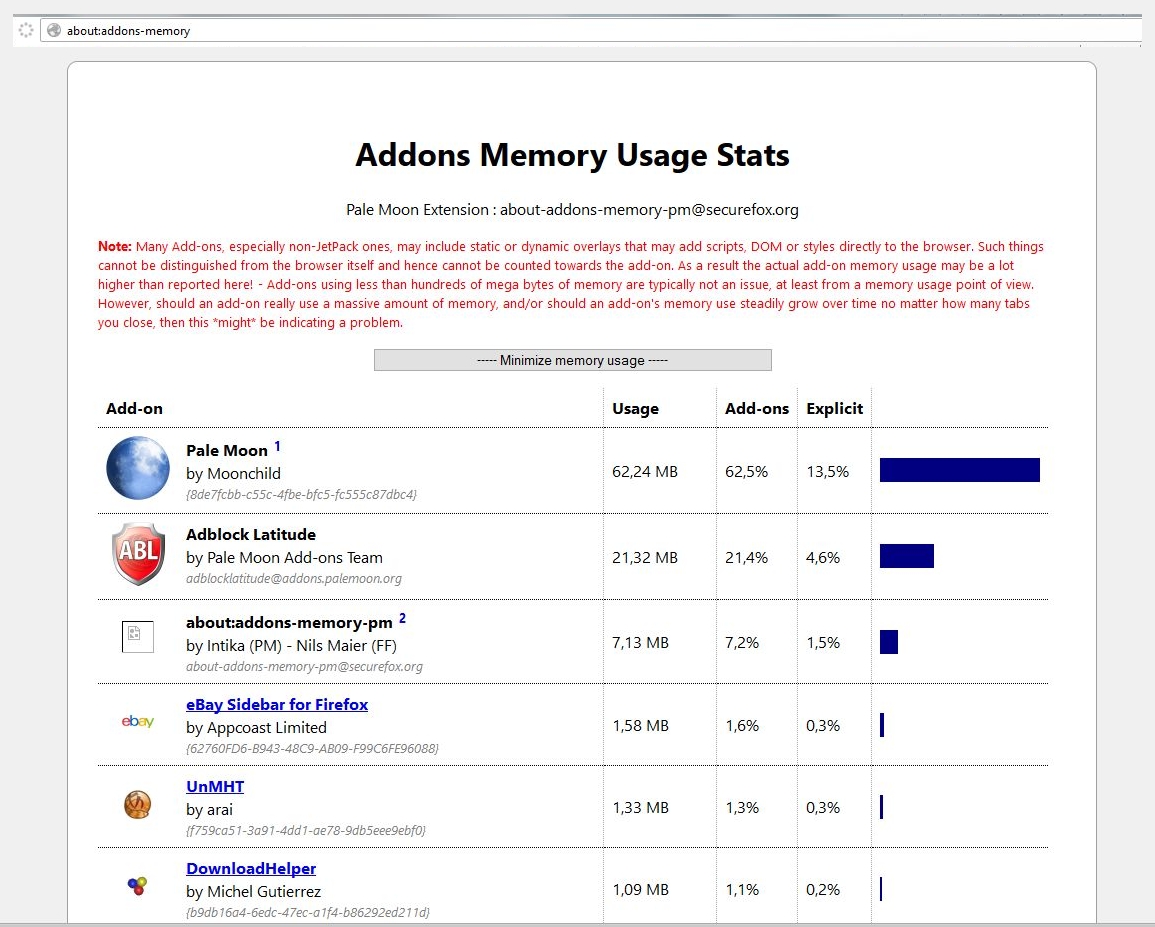 about:addons-memory
Addons Memory Usage Stats
Pale Moon Extension : about-addons-memory-pm@securefox.org
Note: Many Add-ons, especially non-JetPack ones, may include static or dynamic overlays that may add scripts, DOM or styles directly to the browser. Such things
cannot be distinguished from the browser itself and hence cannot be counted towards the add-on. As a result the actual add-on memory usage may be a lot
higher than reported here! - Add-ons using less than hundreds of mega bytes of memory are typically not an issue, at least from a memory usage point of view.
However, should an add-on really use a massive amount of memory, and/or should an add-on's memory use steadily grow over time no matter how many tabs
you close, then this *might* be indicating a problem.
----- Minimize memory usage -----
Add-on Usage Add-ons Explicit
Pale Moon 1
by Moonchild 62,24 MB 62,5% 13,5%
{8de7fcbb-c55c-4fbe-bfc5-fc555c87dbc4}
ABL
Adblock Latitude
by Pale Moon Add-ons Team 21,32 MB 21,4% 4,6%
adblocklatitude@addons.palemoon.org
about:addons-memory-pm 2
by Intika (PM) - Nils Maier (FF) 7,13 MB 7,2% 1,5%
about-addons-memory-pm@securefox.org
ebay
eBay Sidebar for Firefox
by Appcoast Limited 1,58 MB 1,6% 0,3%
{62760FD6-B943-48C9-AB09-F99C6FE96088}
UnMHT
by arai 1,33 MB 1,3% 0,3%
{f759ca51-3a91-4dd1-ae78-9db5eee9ebf0}
DownloadHelper
by Michel Gutierrez 1,09 MB 1,1% 0,2%
{b9db16a4-6edc-47ec-a1f4-b86292ed211d}